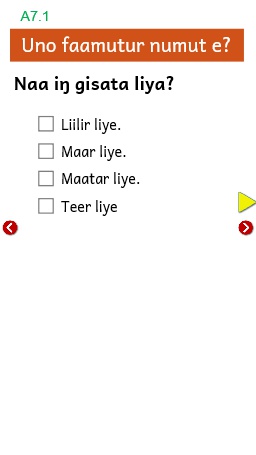 A7.1
Uno faamutur numut e?
Naa iŋ gisata liya?
Liilir liye.
Maar liye.
Maatar liye.
Teer liye